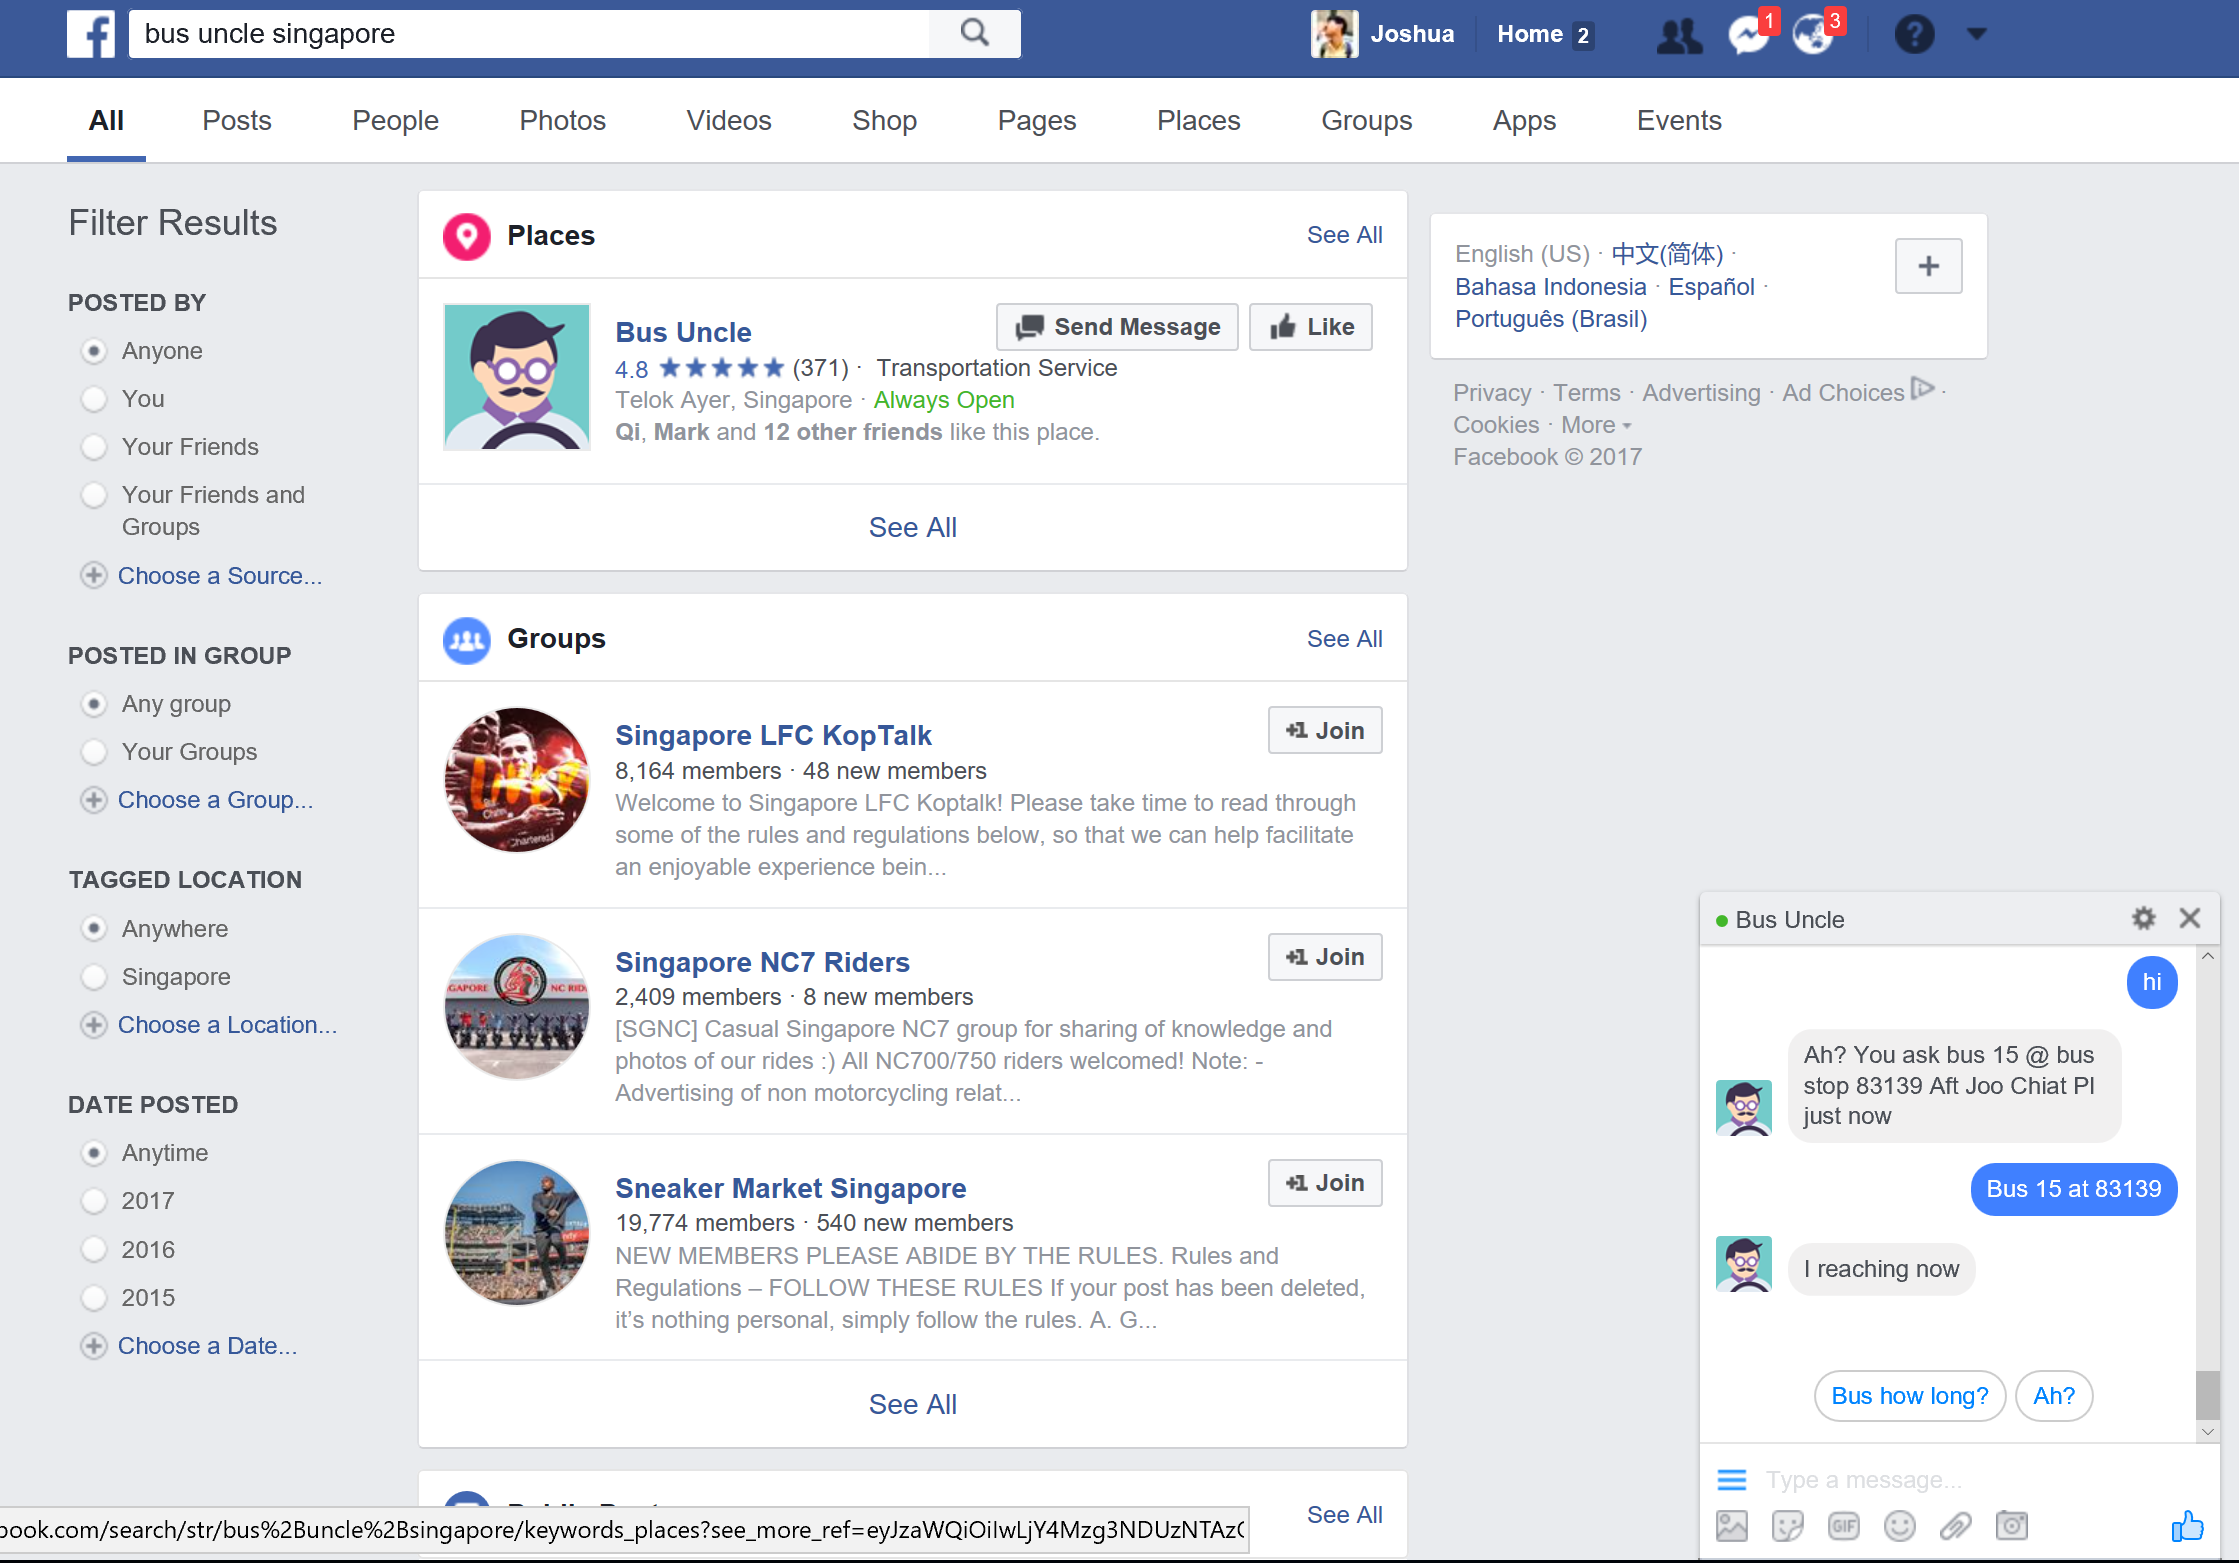 bus uncle singapore
Joshua
Home 2
1
3
All Posts People Photos Videos Shop Pages Places Groups Apps Events
Filter Results
POSTED BY
Anyone
You
Your Friends
Your Friends and
Groups
Choose a Source...
POSTED IN GROUP
Any group
Your Groups
Choose a Group...
TAGGED LOCATION
Anywhere
Singapore
Choose a Location...
DATE POSTED
Anytime
2017
2016
2015
Choose a Date...
Places
See All
Bus Uncle
Send Message
Like
4.8 ★★★★★ (371) · Transportation Service
Telok Ayer, Singapore · Always Open
Qi, Mark and 12 other friends like this place.
See All
Groups
See All
Singapore LFC KopTalk
+1 Join
8,164 members · 48 new members
Welcome to Singapore LFC Koptalk! Please take time to read through
some of the rules and regulations below, so that we can help facilitate
an enjoyable experience bein...
Singapore NC7 Riders
+1 Join
2,409 members · 8 new members
[SGNC] Casual Singapore NC7 group for sharing of knowledge and
photos of our rides :) All NC700/750 riders welcomed! Note: -
Advertising of non motorcycling relat...
Sneaker Market Singapore
+1 Join
19,774 members · 540 new members
NEW MEMBERS PLEASE ABIDE BY THE RULES. Rules and
Regulations – FOLLOW THESE RULES If your post has been deleted,
it's nothing personal, simply follow the rules. A. G...
See All
See All
book.com/search/str/bus%2Buncle%2Bsingapore/keywords_places?see_more_ref=
English (US) · 中文(简体) ·
Bahasa Indonesia · Español ·
Português (Brasil)
+
Privacy · Terms · Advertising · Ad Choices ·
Cookies · More
Facebook © 2017
Bus Uncle
hi
Ah? You ask bus 15 @ bus
stop 83139 Aft Joo Chiat Pl
just now
Bus 15 at 83139
I reaching now
Bus how long?
Ah?
Type a message...
GIF